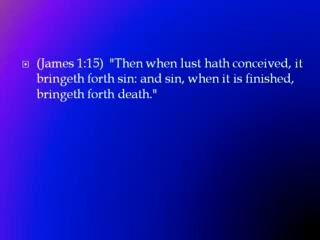 (James 1:15) "Then when lust hath conceived, it
bringeth forth sin: and sin, when it is finished,
bringeth forth death."